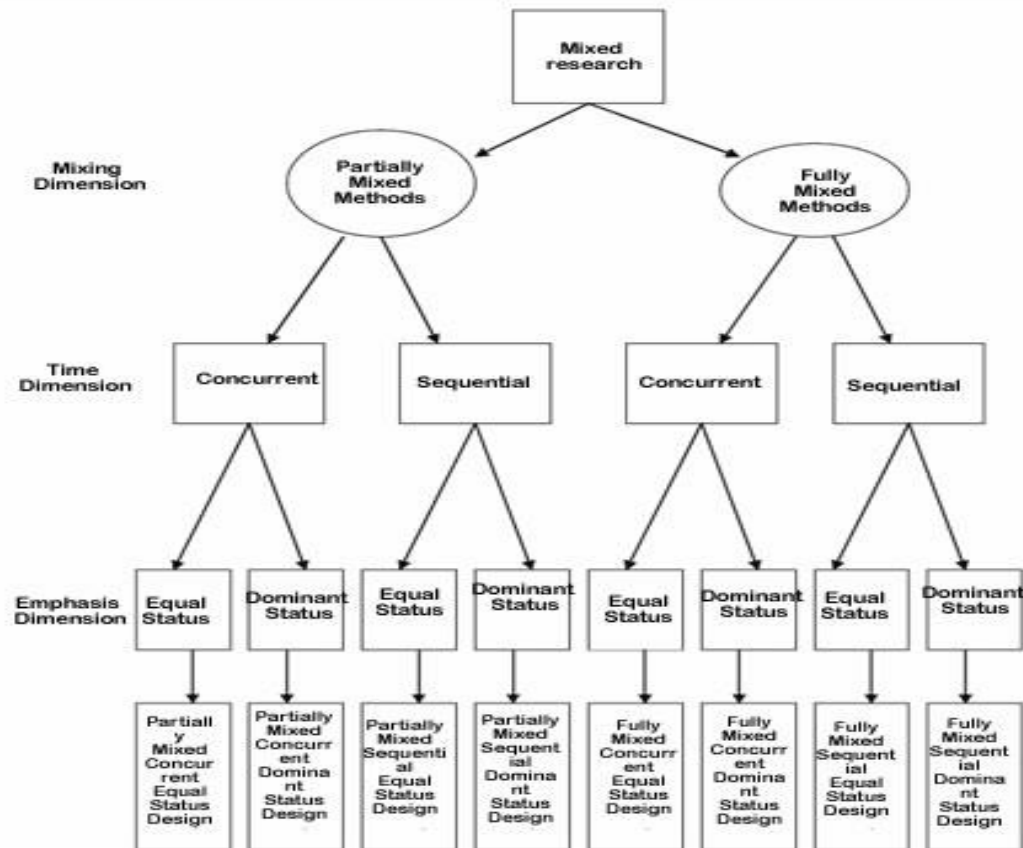 Mixed
research
Mixing
Dimension
Partially
Mixed
Methods
Fully
Mixed
Methods
Time
Dimension
Concurrent
Sequential
Concurrent
Sequential
Emphasis
Dimension
Equal
Status
Dominant
Status
Equal
Status
Dominant
Status
Equal
Status
Dominant
Status
Equal
Status
Dominant
Status
Partiall
y
Mixed
Concur
rent
Equal
Status
Design
Partially
Mixed
Concurr
ent
Dominan
t
Status
Design
Partially
Mixed
Sequenti
al
Equal
Status
Design
Partially
Mixed
Sequent
ial
Domina
nt
Status
Design
Fully
Mixed
Concurr
ent
Equal
Status
Design
Fully
Mixed
Concurr
ent
Dominan
t
Status
Design
Fully
Mixed
Sequent
ial
Equal
Status
Design
Fully
Mixed
Sequent
ial
Domina
nt
Status
Design